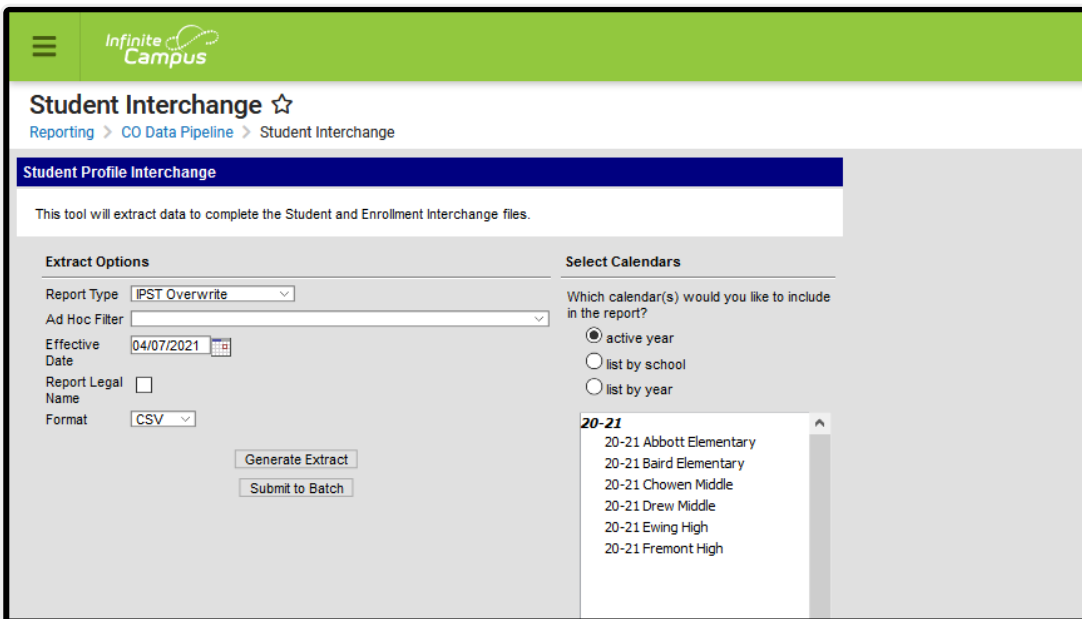 Infinite
Campus
Student Interchange
Reporting > CO Data Pipeline > Student Interchange
Student Profile Interchange
This tool will extract data to complete the Student and Enrollment Interchange files.
Extract Options
Report Type IPST Overwrite
Ad Hoc Filter
Effective
Date
04/07/2021
Report Legal
Name
Format CSV
Generate Extract
Submit to Batch
Select Calendars
Which calendar(s) would you like to include
in the report?
active year
list by school
list by year
20-21
20-21 Abbott Elementary
20-21 Baird Elementary
20-21 Chowen Middle
20-21 Drew Middle
20-21 Ewing High
20-21 Fremont High